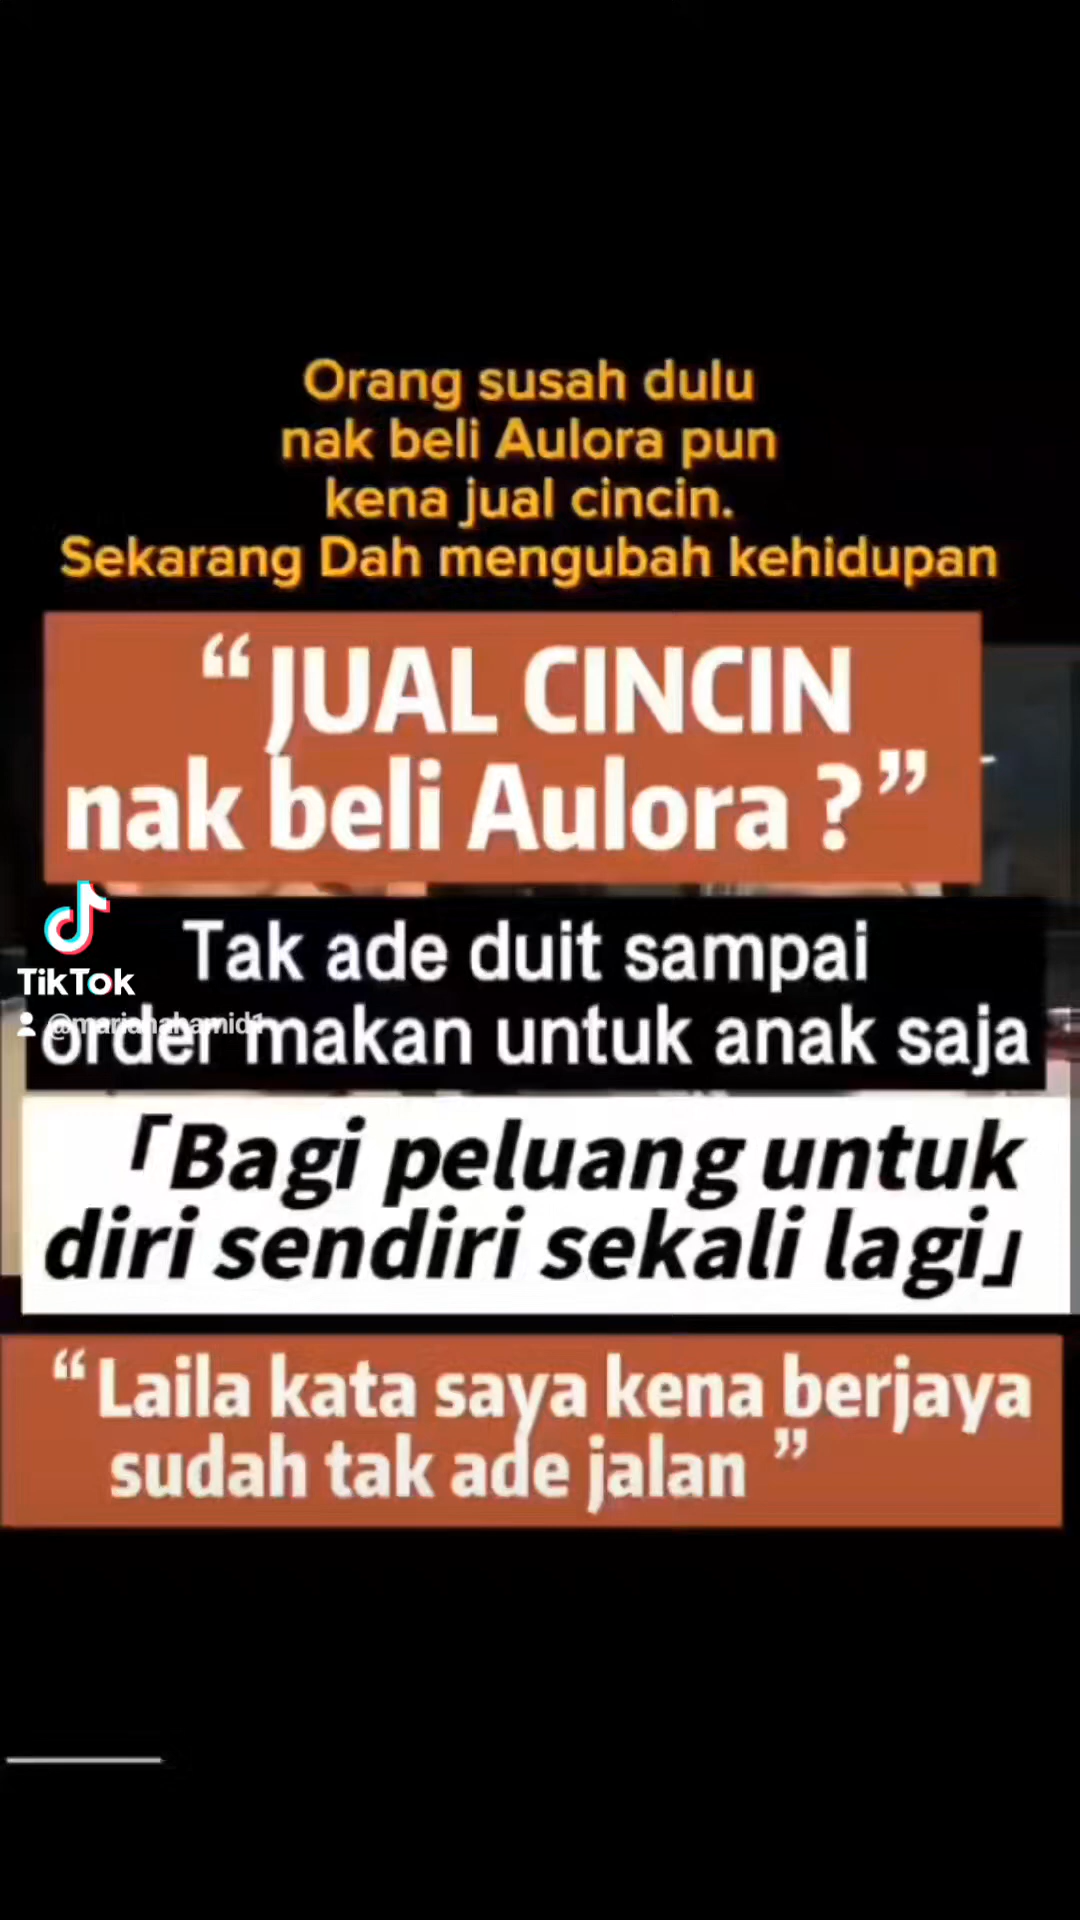 Orang susah dulu
nak beli Aulora pun
kena jual cincin.
Sekarang Dah mengubah kehidupan
“JUAL CINCIN
nak beli Aulora ?”
TikTok
@marianahamid1
Tak ade duit sampai
order makan untuk anak saja
「Bagi peluang untuk
diri sendiri sekali lagi」
“Laila kata saya kena berjaya
sudah tak ade jalan ”